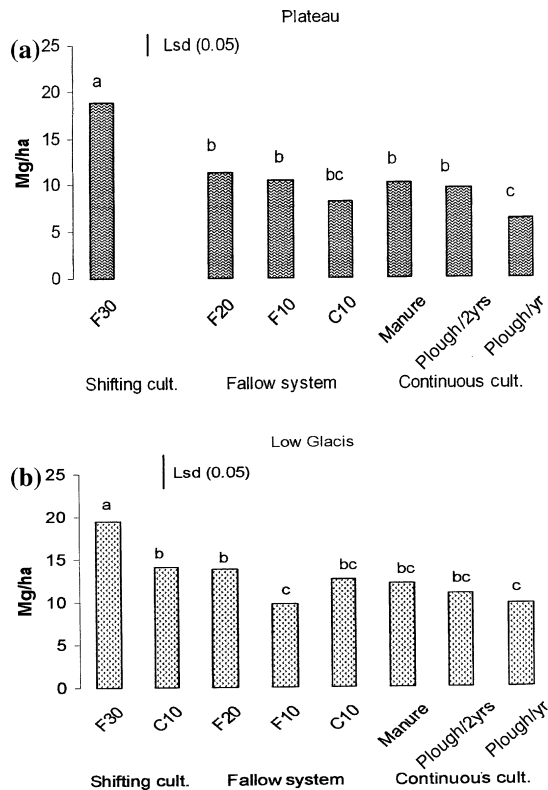 Plateau
(a)
Lsd (0.05)
25
20
15
10
5
0
Mg/ha
a
b
b
bc
b
b
c
F30
F20
F10
C10
Manure
Plough/2yrs
Plough/yr
Shifting cult.
Fallow system
Continuous cult.
Low Glacis
(b)
Lsd (0.05)
25
20
15
10
5
0
Mg/ha
a
b
b
c
bc
bc
bc
c
F30
C10
F20
F10
C10
Manure
Plough/2yrs
Plough/yr
Shifting cult.
Fallow system
Continuous cult.